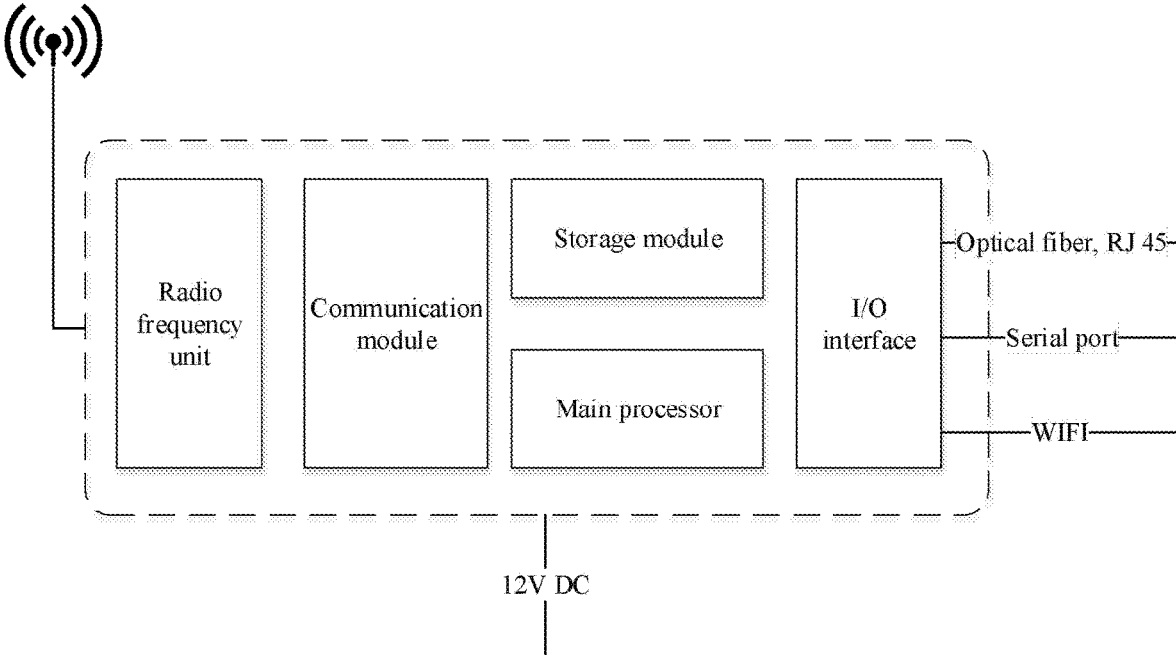 Storage module
Optical fiber, RJ 45
Radio
frequency
unit
Communication
module
I/O
interface
Serial port
Main processor
WIFI
12V DC